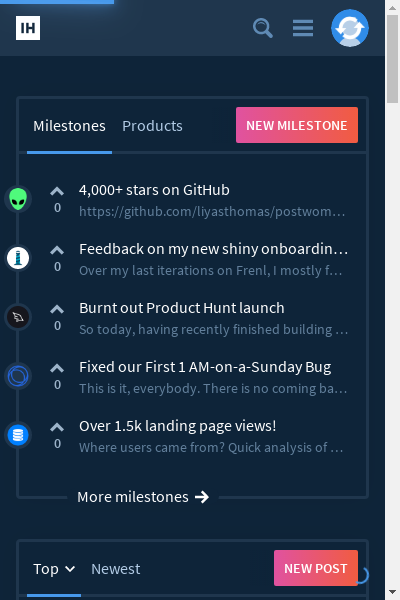 IH
Milestones Products NEW MILESTONE
4,000+ stars on GitHub
0
https://github.com/liyasthomas/postwom…
Feedback on my new shiny onboardin…
0
Over my last iterations on Frenl, I mostly f…
Burnt out Product Hunt launch
0
So today, having recently finished building …
Fixed our First 1 AM-on-a-Sunday Bug
0
This is it, everybody. There is no coming ba…
Over 1.5k landing page views!
0
Where users came from? Quick analysis of …
More milestones
Top Newest NEW POST